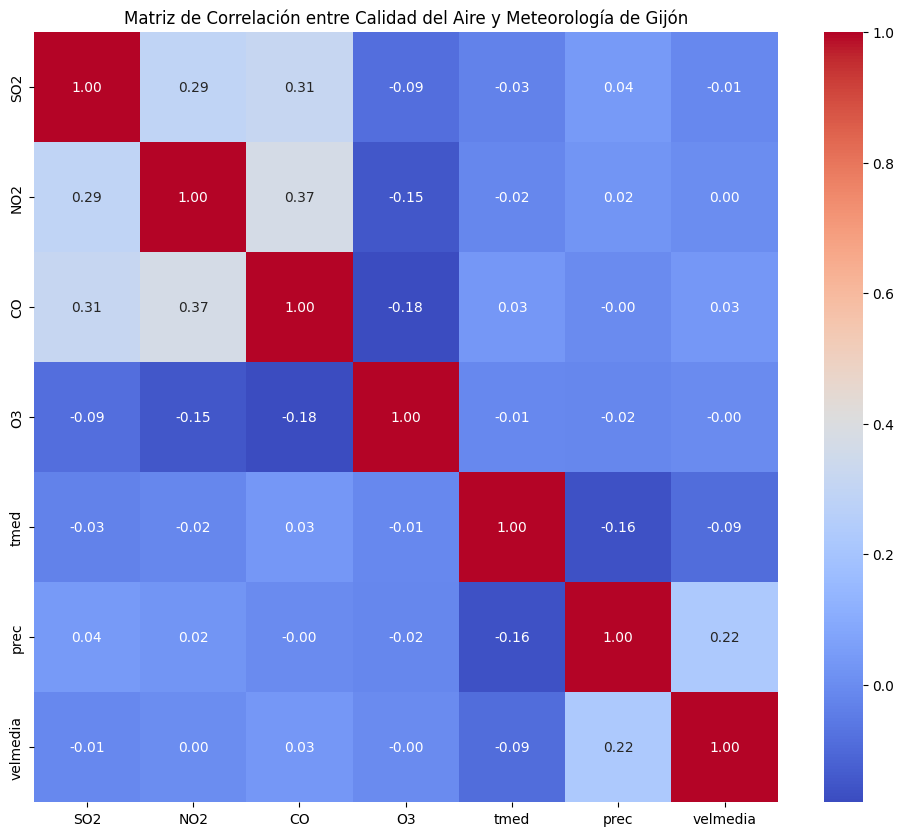 Matriz de Correlación entre Calidad del Aire y Meteorología de Gijón
SO2 1.00 0.29 0.31 -0.09 -0.03 0.04 -0.01
NO2 0.29 1.00 0.37 -0.15 -0.02 0.02 0.00
CO 0.31 0.37 1.00 -0.18 0.03 -0.00 0.03
O3 -0.09 -0.15 -0.18 1.00 -0.01 -0.02 -0.00
tmed -0.03 -0.02 0.03 -0.01 1.00 -0.16 -0.09
prec 0.04 0.02 -0.00 -0.02 -0.16 1.00 0.22
velmedia -0.01 0.00 0.03 -0.00 -0.09 0.22 1.00
SO2 NO2 CO O3 tmed prec velmedia
1.0
0.8
0.6
0.4
0.2
0.0